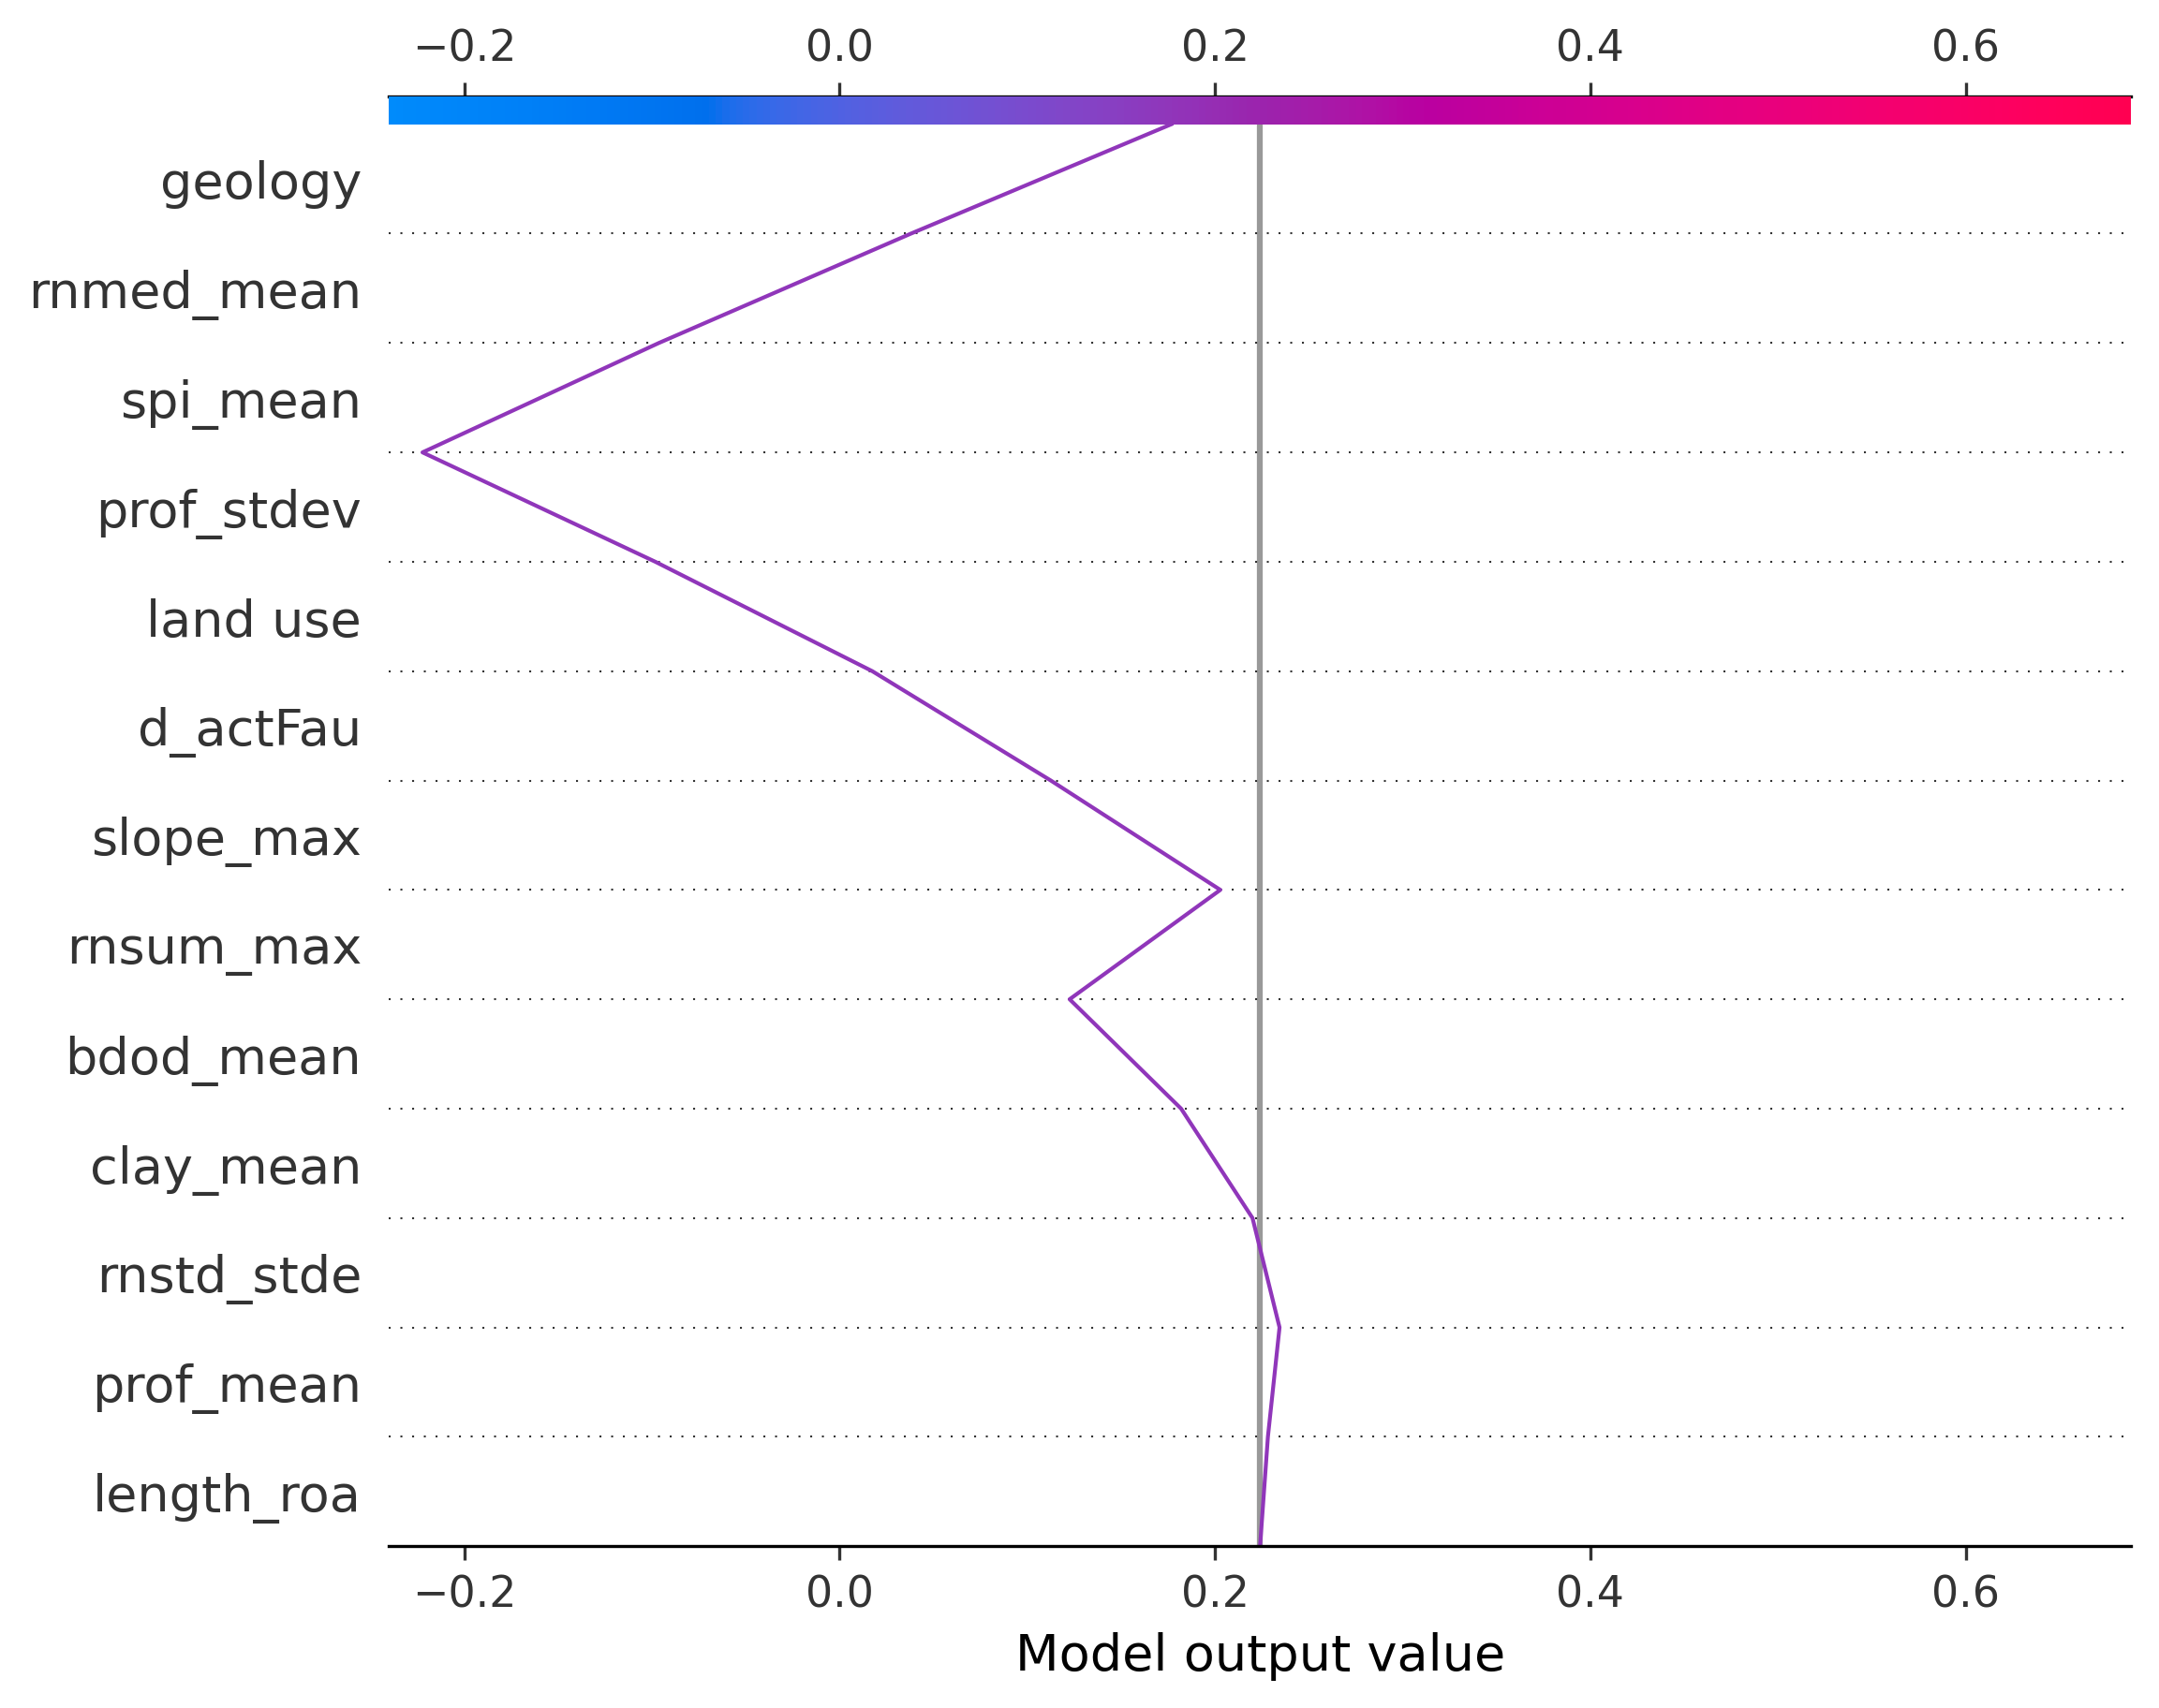 −0.2 0.0 0.2 0.4 0.6
geology
rnmed_mean
spi_mean
prof_stdev
land use
d_actFau
slope_max
rnsum_max
bdod_mean
clay_mean
rnstd_stde
prof_mean
length_roa
−0.2 0.0 0.2 0.4 0.6
Model output value